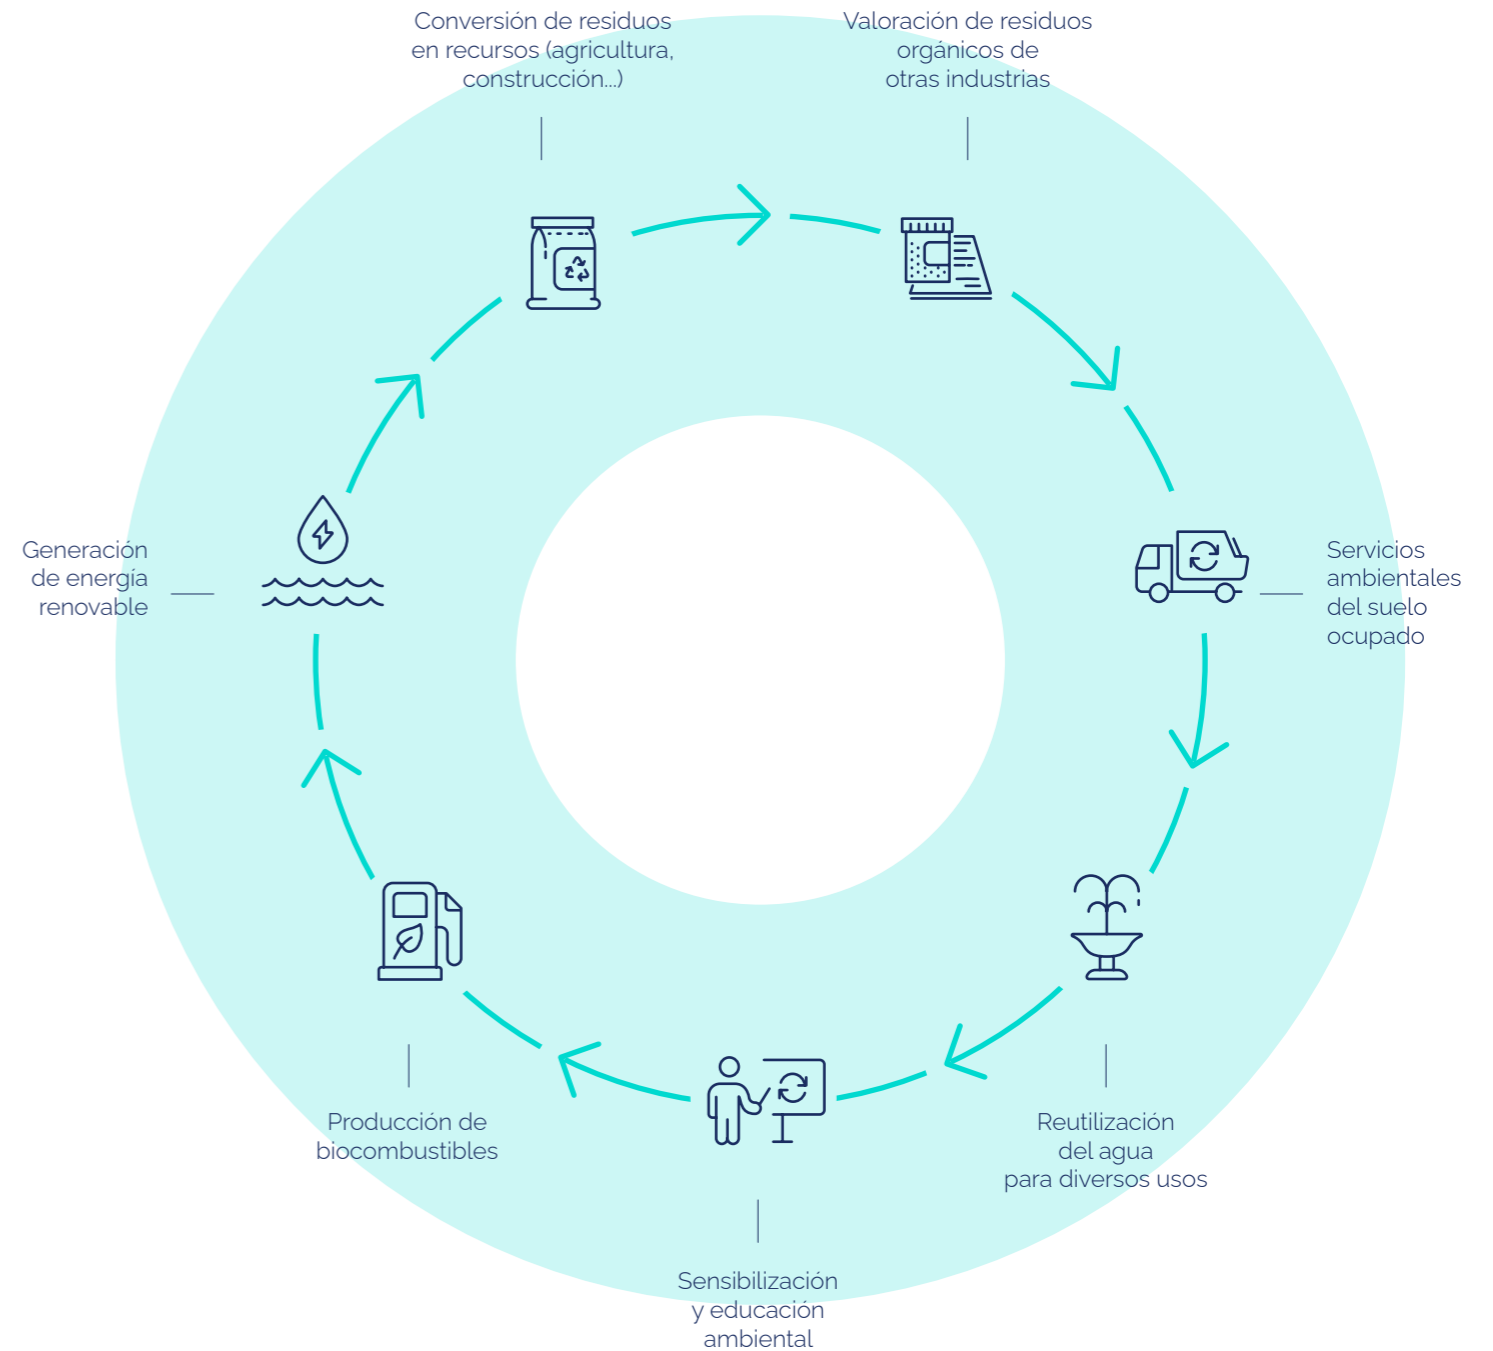 Conversión de residuos
en recursos (agricultura,
construcción...)
Valoración de residuos
orgánicos de
otras industrias
Servicios
ambientales
del suelo
ocupado
Reutilización
del agua
para diversos usos
Sensibilización
y educación
ambiental
Producción de
biocombustibles
Generación
de energía
renovable